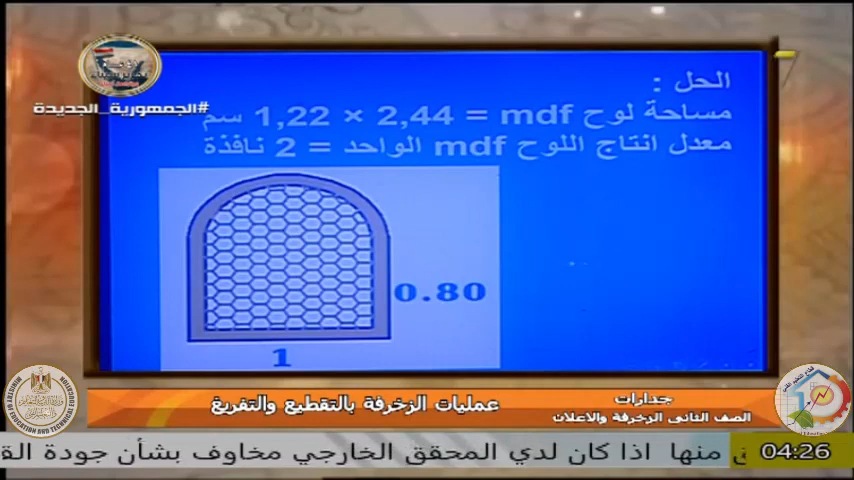 #الجمهورية_الجديدة
الحل :
مساحة لوح mdf = 2,44 × 1,22 سم
معدل انتاج اللوح mdf الواحد = 2 نافذة
0.80
1
جدارات
الصف الثانى الزخرفة والاعلان
عمليات الزخرفة بالتقطيع والتفريغ
منها اذا كان لدي المحقق الخارجي مخاوف بشأن جودة
04:26